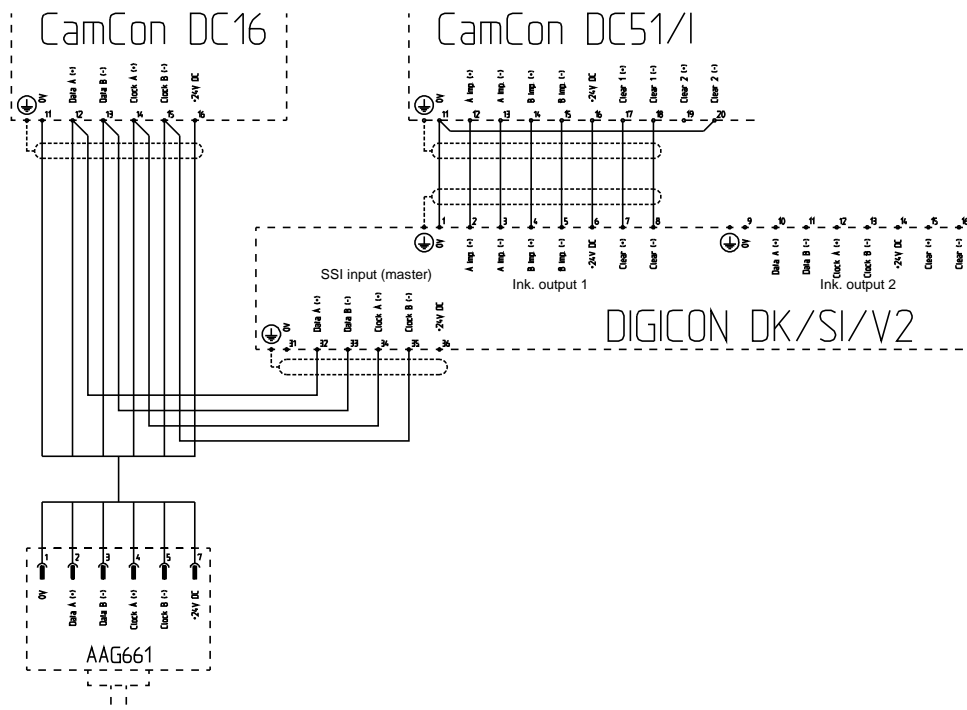 CamCon DC16
CamCon DC51/I
0V
Data A (+)
Data B (-)
Clock A (+)
Clock B (-)
+24V DC
11
12
13
14
15
16
0V
A Imp. (+)
A Imp. (-)
B Imp. (+)
B Imp. (-)
+24V DC
Clear 1 (+)
Clear 1 (-)
Clear 2 (+)
Clear 2 (-)
11
12
13
14
15
16
17
18
19
20
1
2
3
4
5
6
7
8
9
10
11
12
13
14
15
16
0V
A Imp. (+)
A Imp. (-)
B Imp. (+)
B Imp. (-)
+24V DC
Clear (+)
Clear (-)
0V
Data A (+)
Data B (-)
Clock A (+)
Clock B (-)
+24V DC
Clear (+)
Clear (-)
SSI input (master)
Ink. output 1
Ink. output 2
DIGICON DK/SI/V2
0V
Data A (+)
Data B (-)
Clock A (+)
Clock B (-)
+24V DC
31
32
33
34
35
36
1
2
3
4
5
7
0V
Data A (+)
Data B (-)
Clock A (+)
Clock B (-)
+24V DC
AAG661